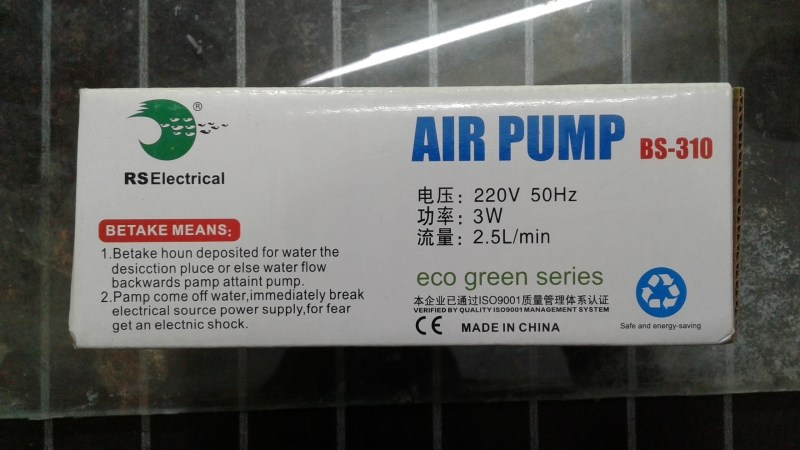 ®
RSElectrical
BETAKE MEANS:
1.Betake houn deposited for water the
desicction pluce or else water flow
backwards pamp attaint pump.
2.Pamp come off water,immediately break
electrical source power supply,for fear
get an electnic shock.
AIR PUMP BS-310
电压: 220V 50Hz
功率: 3W
流量: 2.5L/min
eco green series
本企业已通过ISO9001质量管理体系认证
VERIFIED BY QUALITY ISO9001 MANAGEMENT SYSTEM
CE MADE IN CHINA
Safe and energy-saving